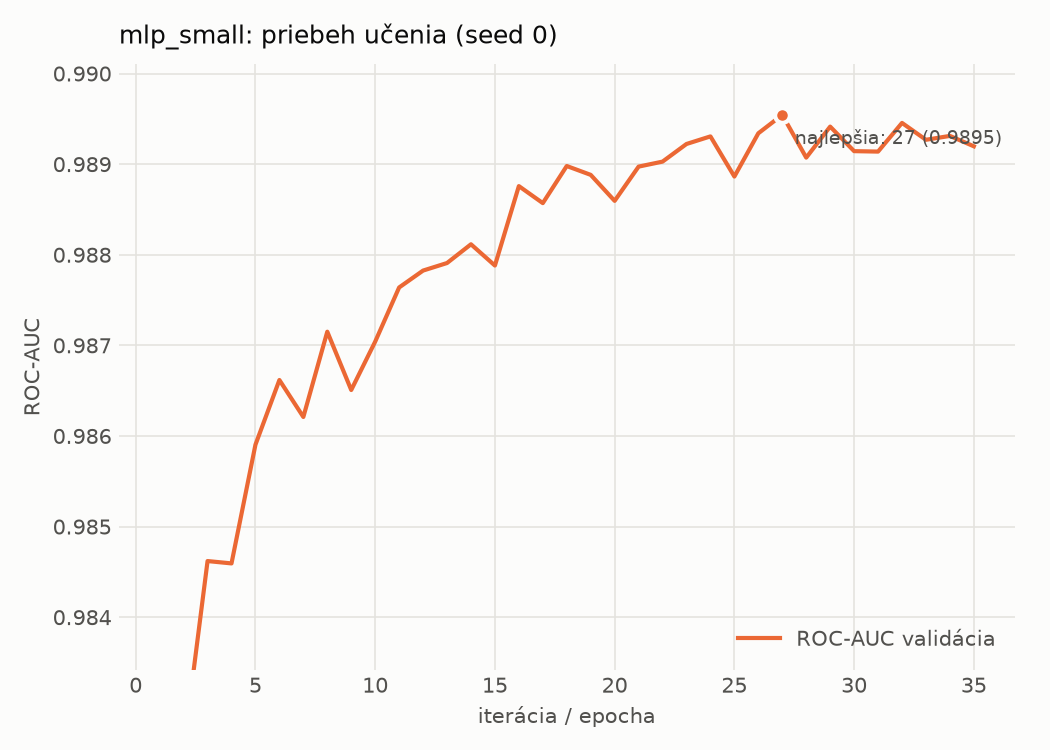 mlp_small: priebeh učenia (seed 0)
0.990
0.989
0.988
0.987
0.986
0.985
0.984
ROC-AUC
najlepšia: 27 (0.9895)
ROC-AUC validácia
0 5 10 15 20 25 30 35
iterácia / epocha